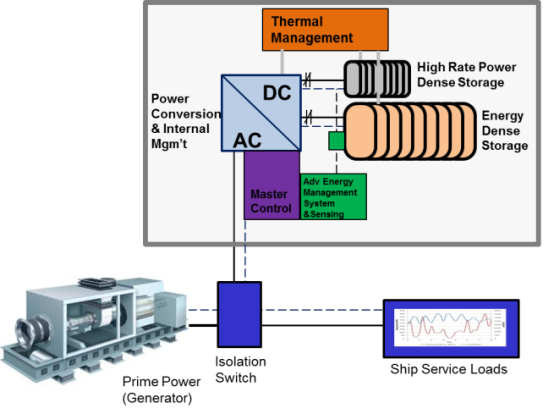 Thermal
Management
High Rate Power
Dense Storage
DC
Power
Conversion
& Internal
Mgm't
AC
Energy
Dense
Storage
Master
Control
Adv Energy
Management
System
&Sensing
Isolation
Switch
Ship Service Loads
Prime Power
(Generator)